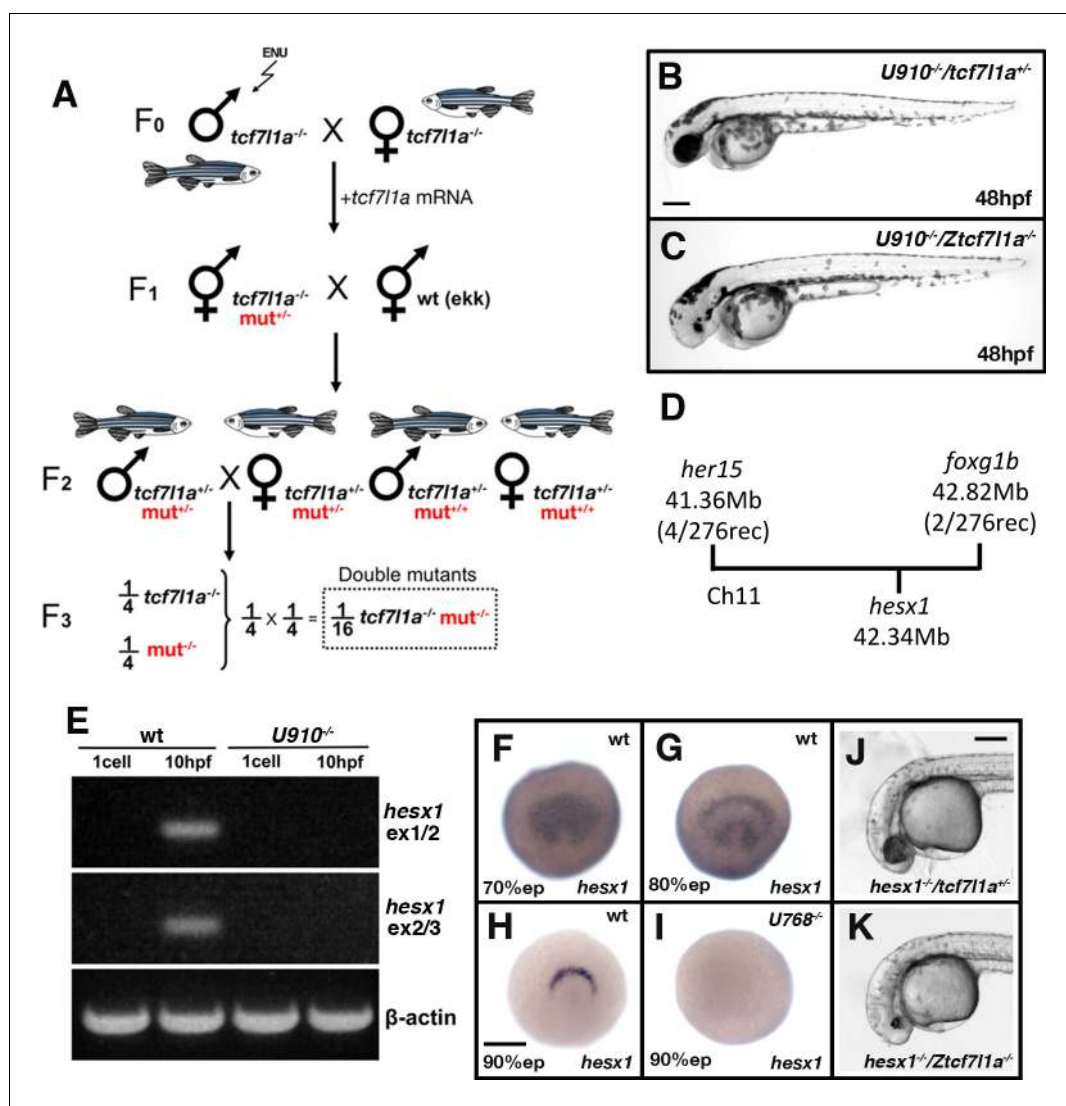 A
ENU
F0 tcf7l1a-/- X tcf7l1a-/-
+tcf7l1a mRNA
F1 tcf7l1a-/- X wt (ekk)
mut+/-
F2 tcf7l1a+/- X tcf7l1a+/- tcf7l1a+/- tcf7l1a+/-
mut+/- mut+/- mut+/+ mut+/+
F3
1/4 tcf7l1a-/-
1/4 mut-/-
1/4 x 1/4 =
Double mutants
1/16 tcf7l1a-/- mut-/-
B
U910-/-/tcf7l1a+/-
48hpf
C
U910-/-/Ztcf7l1a-/-
48hpf
D
her15
41.36Mb
(4/276rec)
foxg1b
42.82Mb
(2/276rec)
Ch11
hesx1
42.34Mb
E
wt U910-/-
1cell 10hpf 1cell 10hpf
hesx1
ex1/2
hesx1
ex2/3
β-actin
F
wt
70%ep hesx1
G
wt
80%ep hesx1
H
wt
90%ep hesx1
I
U768-/-
90%ep hesx1
J
hesx1-/-/tcf7l1a+/-
K
hesx1-/-/Ztcf7l1a-/-